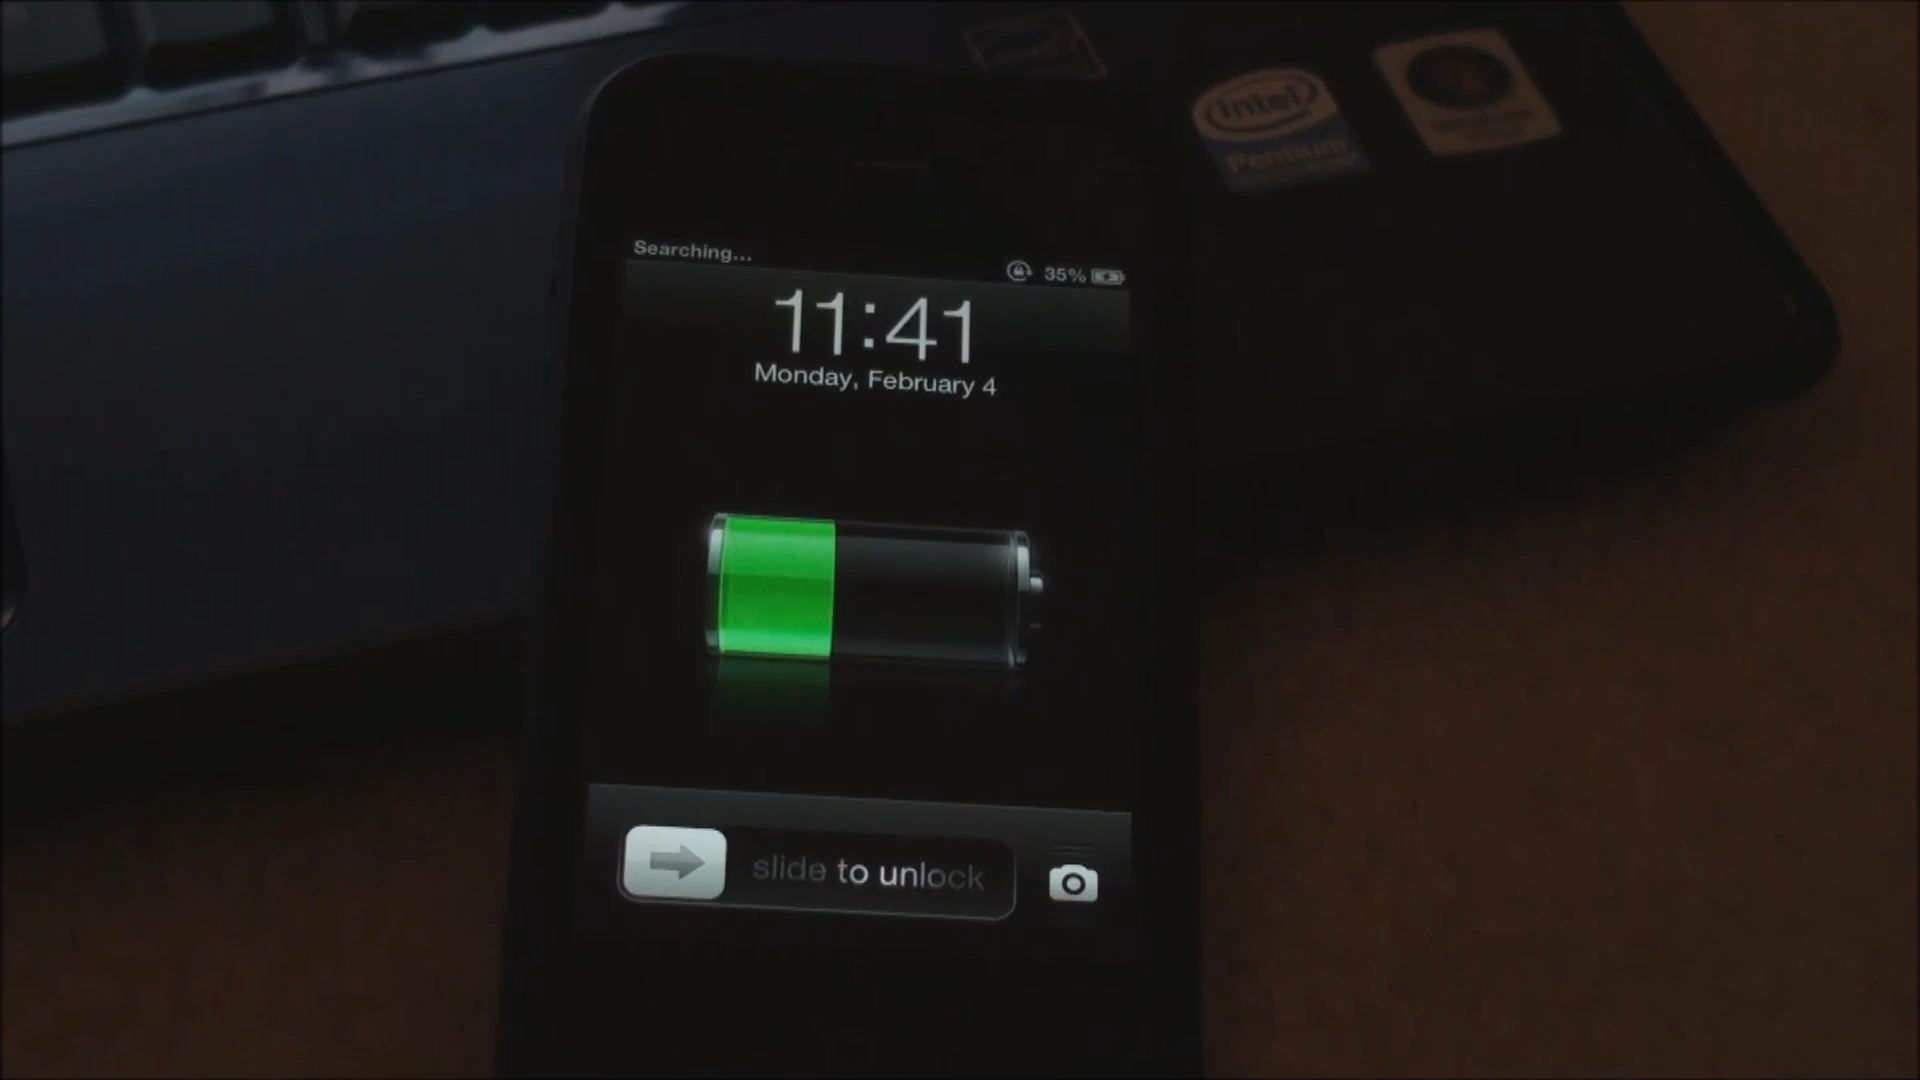 intel
Pentium
Searching...
35%
11:41
Monday, February 4
slide to unlock